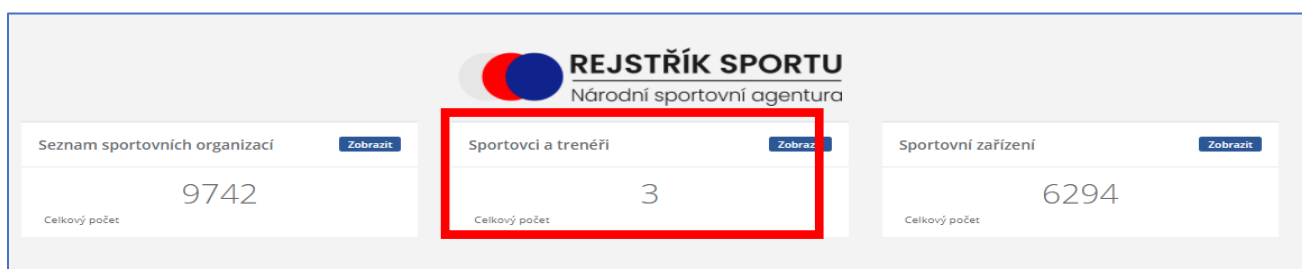 REJSTŘÍK SPORTU
Národní sportovní agentura
Seznam sportovních organizací Zobrazit
9742
Celkový počet
Sportovci a trenéři Zobrazit
3
Celkový počet
Sportovní zařízení Zobrazit
6294
Celkový počet